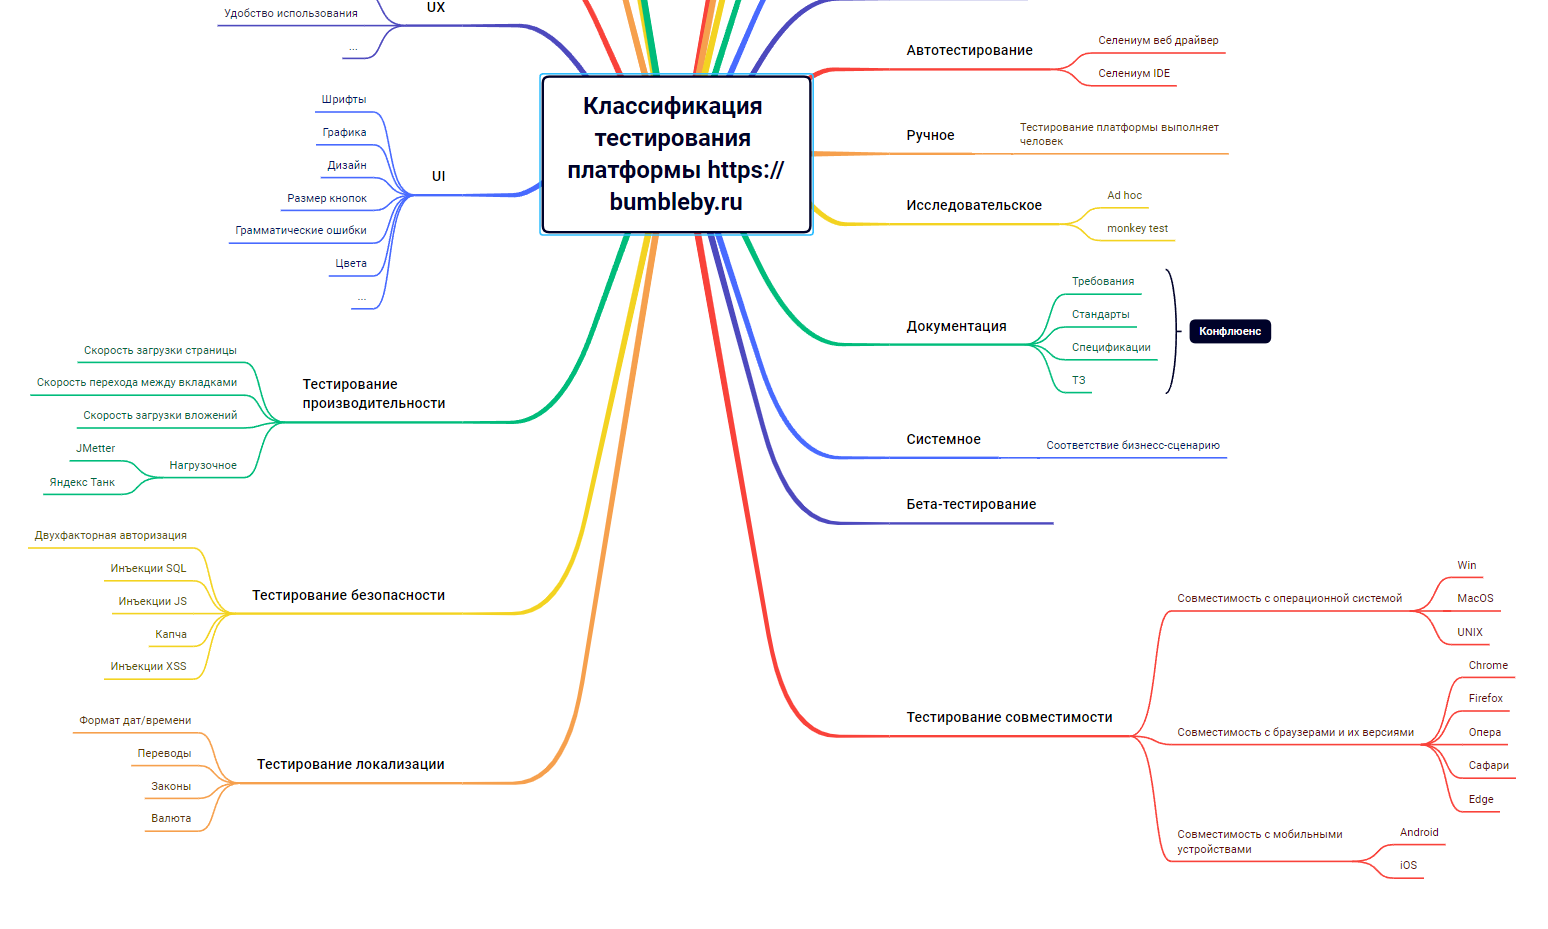 Классификация
тестирования
платформы https://
bumbleby.ru
UX
Удобство использования
...
UI
Шрифты
Графика
Дизайн
Размер кнопок
Грамматические ошибки
Цвета
...
Тестирование
производительности
Скорость загрузки страницы
Скорость перехода между вкладками
Скорость загрузки вложений
Нагрузочное
JMetter
Яндекс Танк
Тестирование безопасности
Двухфакторная авторизация
Инъекции SQL
Инъекции JS
Капча
Инъекции XSS
Тестирование локализации
Формат дат/времени
Переводы
Законы
Валюта
Автотестирование
Селениум веб драйвер
Селениум IDE
Ручное
Тестирование платформы выполняет
человек
Исследовательское
Ad hoc
monkey test
Документация
Требования
Стандарты
Спецификации
ТЗ
Конфлюенс
Системное
Соответствие бизнесс-сценарию
Бета-тестирование
Тестирование совместимости
Совместимость с операционной системой
Win
MacOS
UNIX
Совместимость с браузерами и их версиями
Chrome
Firefox
Опера
Сафари
Edge
Совместимость с мобильными
устройствами
Android
iOS